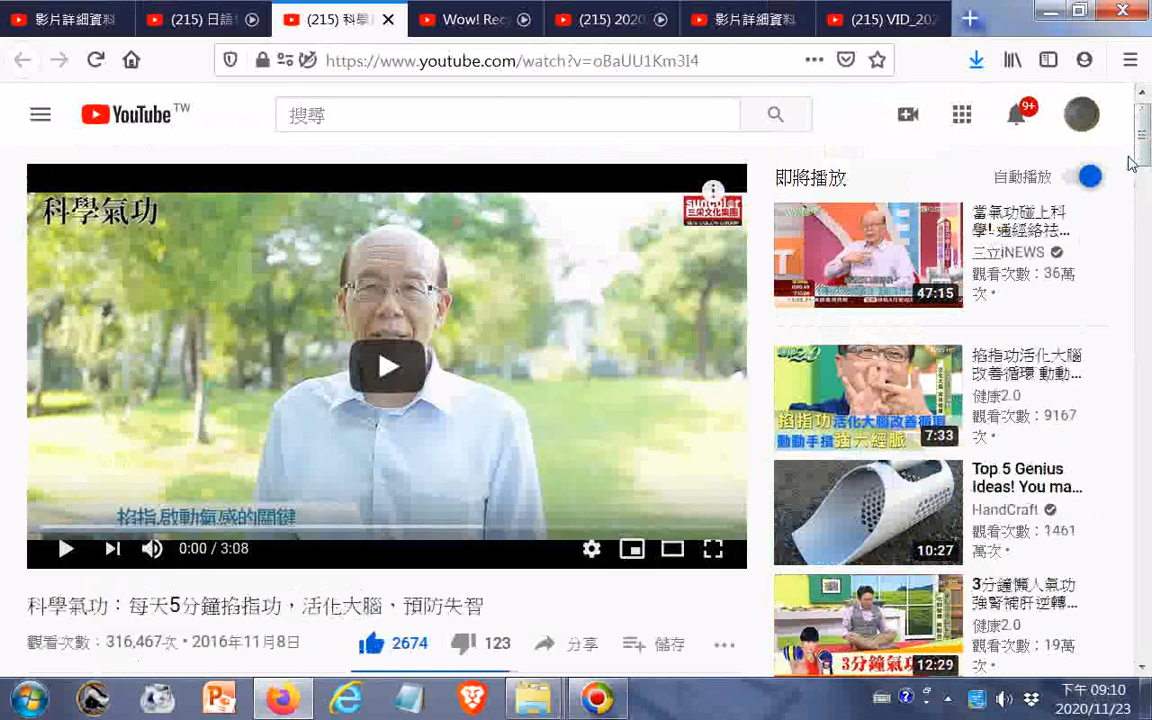 影片詳細資料
(215) 日語
(215) 科學
Wow! Rec
(215) 2020
影片詳細資料
(215) VID_202
https://www.youtube.com/watch?v=oBaUU1Km3I4
YouTube TW
搜尋
9+
科學氣功
suncolor
三采文化集團
掐指,啟動氣感的關鍵
0:00 / 3:08
科學氣功：每天5分鐘掐指功，活化大腦，預防失智
觀看次數：316,467次 • 2016年11月8日
2674
123
分享
儲存
即將播放
自動播放
47:15
當氣功碰上科
學! 通經絡祛...
三立iNEWS
觀看次數：36萬
次 •
掐指功活化大腦改善循環
動動手指強六經脈
7:33
掐指功活化大腦
改善循環 動動...
健康2.0
觀看次數：9167
次 •
10:27
Top 5 Genius
ideas! You ma...
HandCraft
觀看次數：1461
萬次 •
3分鐘氣功
12:29
3分鐘懶人氣功
強腎補肝逆轉...
健康2.0
觀看次數：19萬
次 •
下午 09:10
2020/11/23